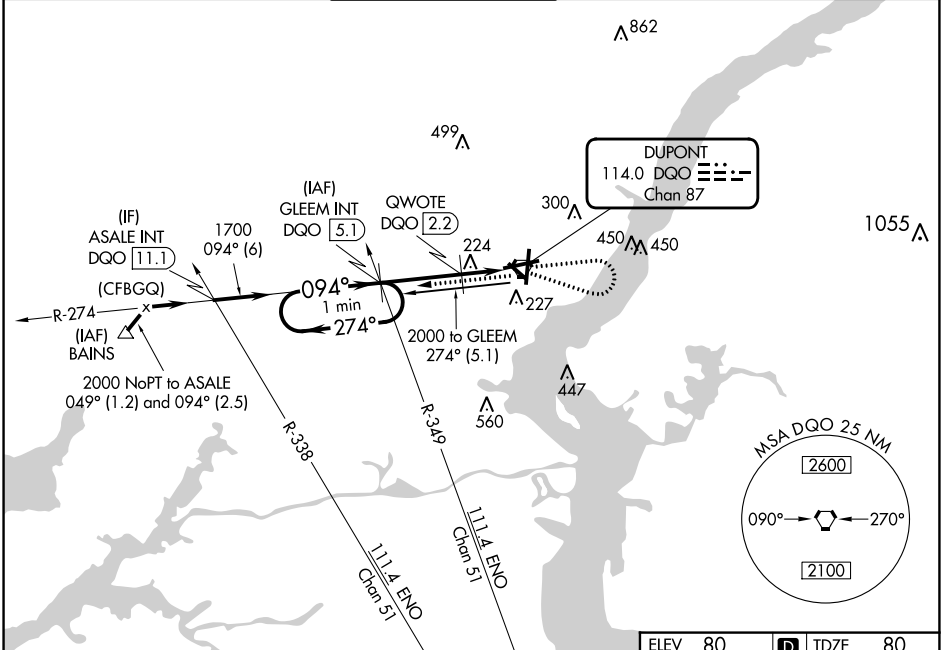 862
499
DUPONT
114.0 DQO
Chan 87
(IAF)
GLEEM INT
DQO 5.1
QWOTE
DQO 2.2
300
1055
(IF)
ASALE INT
DQO 11.1
1700
094° (6)
224
450
450
(CFBGQ)
x
094°
1 min
274°
R-274
227
(IAF)
BAINS
2000 to GLEEM
274° (5.1)
2000 NoPT to ASALE
049° (1.2) and 094° (2.5)
447
560
R-338
R-349
MSA DQO 25 NM
2600
090°
270°
2100
111.4 ENO
Chan 51
111.4 ENO
Chan 51
ELEV 80
D
TDZE 80